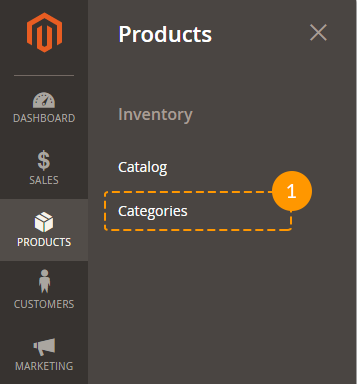 Products
Inventory
Catalog
Categories
1
DASHBOARD
$
SALES
PRODUCTS
CUSTOMERS
MARKETING